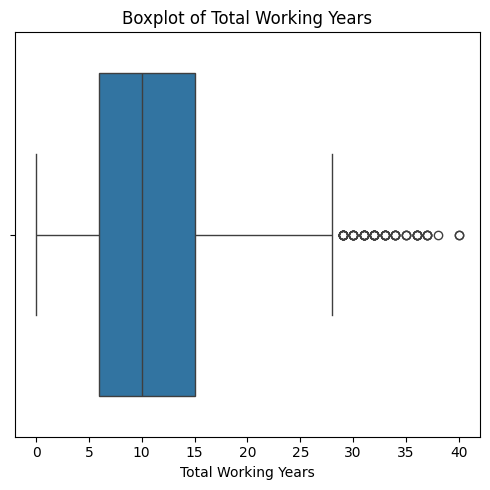 Boxplot of Total Working Years
0 5 10 15 20 25 30 35 40
Total Working Years